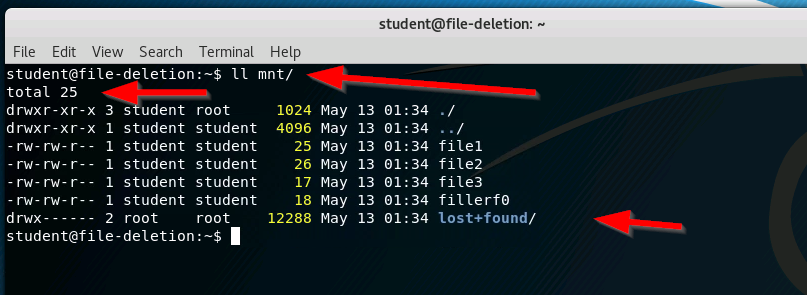 student@file-deletion: ~
File Edit View Search Terminal Help
student@file-deletion:~$ ll mnt/
total 25
drwxr-xr-x 3 student root     1024 May 13 01:34 ./
drwxr-xr-x 1 student student  4096 May 13 01:34 ../
-rw-rw-r-- 1 student student    25 May 13 01:34 file1
-rw-rw-r-- 1 student student    26 May 13 01:34 file2
-rw-rw-r-- 1 student student    17 May 13 01:34 file3
-rw-rw-r-- 1 student student    18 May 13 01:34 fillerf0
drwx------ 2 root    root    12288 May 13 01:34 lost+found/
student@file-deletion:~$